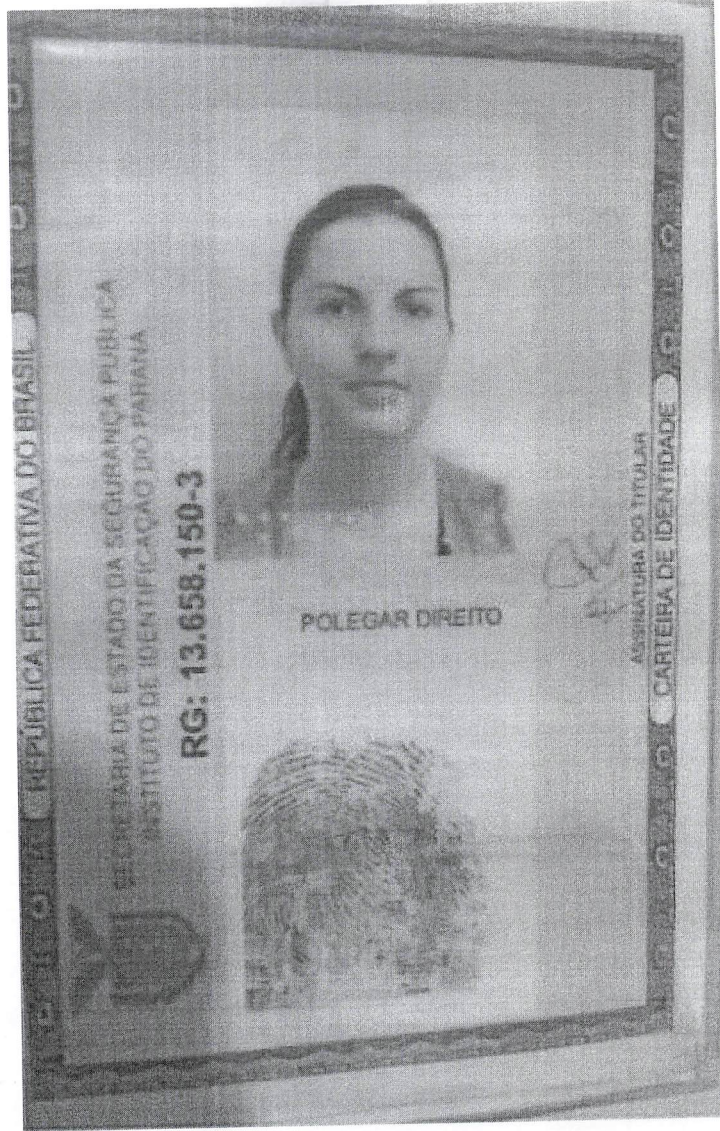 REPÚBLICA FEDERATIVA DO BRASIL
SECRETARIA DE ESTADO DA SEGURANÇA PÚBLICA
INSTITUTO DE IDENTIFICAÇÃO DO PARANÁ
RG: 13.658.150-3
POLEGAR DIREITO
ASSINATURA DO TITULAR
CARTEIRA DE IDENTIDADE